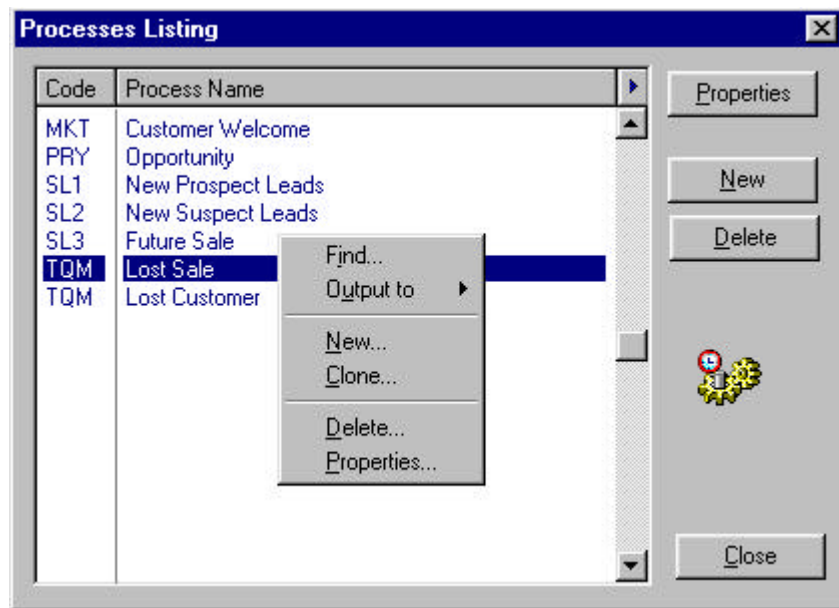 Processes Listing
Code Process Name
Properties
MKT Customer Welcome
PRY Opportunity
SL1 New Prospect Leads
New
SL2 New Suspect Leads
SL3 Future Sale
Delete
TQM Lost Sale
TQM Lost Customer
Find...
Output to
New...
Clone...
Delete...
Properties...
Close